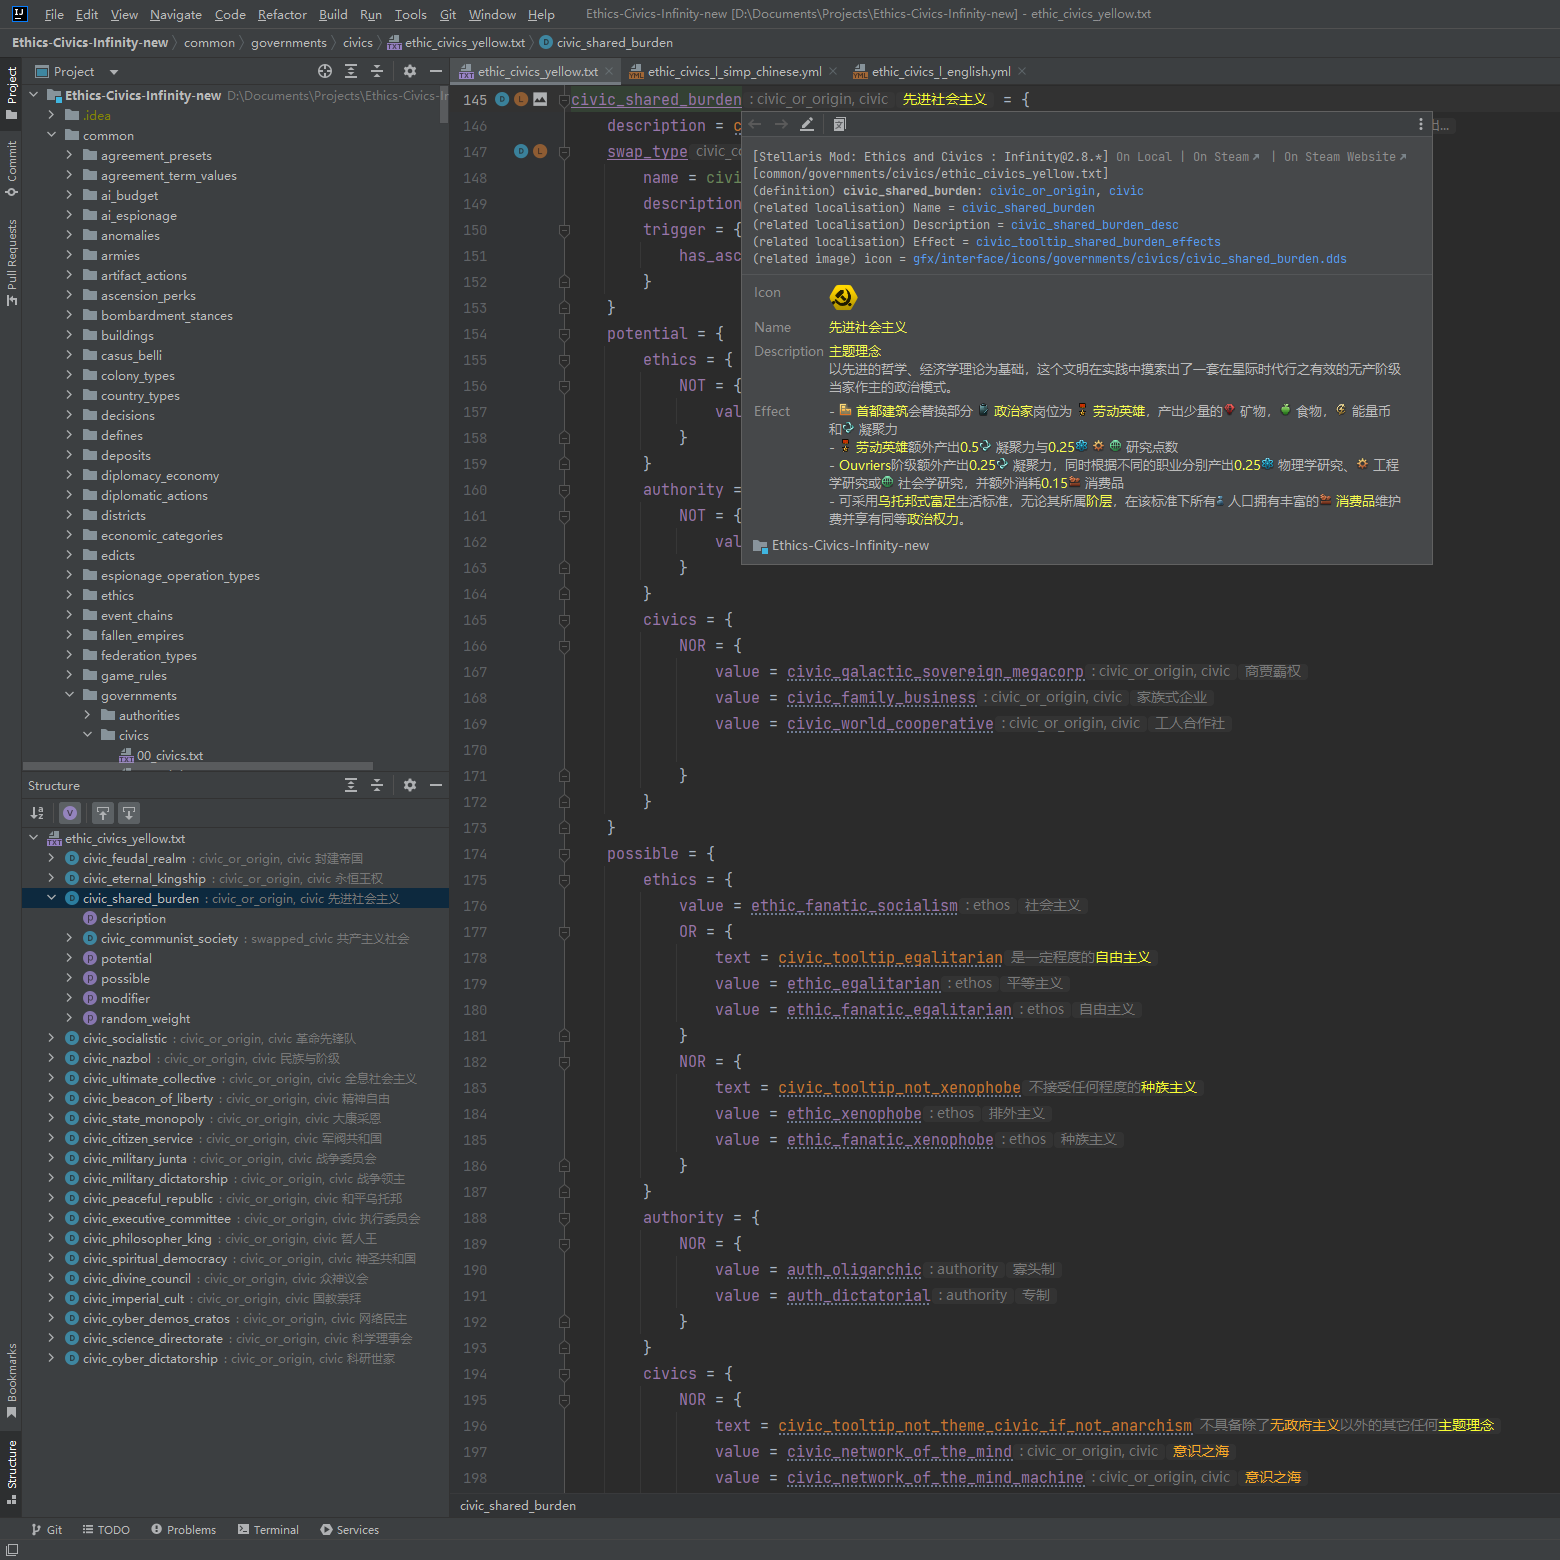 File Edit View Navigate Code Refactor Build Run Tools Git Window Help Ethics-Civics-Infinity-new [D:\Documents\Projects\Ethics-Civics-Infinity-new] - ethic_civics_yellow.txt
Ethics-Civics-Infinity-new common governments civics ethic_civics_yellow.txt civic_shared_burden
Project
Commit
Pull Requests
Bookmarks
Structure
Project
Ethics-Civics-Infinity-new D:\Documents\Projects\Ethics-Civics-I
.idea
common
agreement_presets
agreement_term_values
ai_budget
ai_espionage
anomalies
armies
artifact_actions
ascension_perks
bombardment_stances
buildings
casus_belli
colony_types
country_types
decisions
defines
deposits
diplomacy_economy
diplomatic_actions
districts
economic_categories
edicts
espionage_operation_types
ethics
event_chains
fallen_empires
federation_types
game_rules
governments
authorities
civics
00_civics.txt
Structure
ethic_civics_yellow.txt
civic_feudal_realm : civic_or_origin, civic 封建帝国
civic_eternal_kingship : civic_or_origin, civic 永恒王权
civic_shared_burden : civic_or_origin, civic 先进社会主义
description
civic_communist_society : swapped_civic 共产主义社会
potential
possible
modifier
random_weight
civic_socialistic : civic_or_origin, civic 革命先锋队
civic_nazbol : civic_or_origin, civic 民族与阶级
civic_ultimate_collective : civic_or_origin, civic 全息社会主义
civic_beacon_of_liberty : civic_or_origin, civic 精神自由
civic_state_monopoly : civic_or_origin, civic 大康采恩
civic_citizen_service : civic_or_origin, civic 军阀共和国
civic_military_junta : civic_or_origin, civic 战争委员会
civic_military_dictatorship : civic_or_origin, civic 战争领主
civic_peaceful_republic : civic_or_origin, civic 和平乌托邦
civic_executive_committee : civic_or_origin, civic 执行委员会
civic_philosopher_king : civic_or_origin, civic 哲人王
civic_spiritual_democracy : civic_or_origin, civic 神圣共和国
civic_divine_council : civic_or_origin, civic 众神议会
civic_imperial_cult : civic_or_origin, civic 国教崇拜
civic_cyber_demos_cratos : civic_or_origin, civic 网络民主
civic_science_directorate : civic_or_origin, civic 科学理事会
civic_cyber_dictatorship : civic_or_origin, civic 科研世家
ethic_civics_yellow.txt ethic_civics_l_simp_chinese.yml ethic_civics_l_english.yml
145 civic_shared_burden : civic_or_origin, civic 先进社会主义 = {
146 description = c 出...
147 swap_type civic_co
148 name = civi
149 description
150 trigger = {
151 has_asc
152 }
153 }
154 potential = {
155 ethics = {
156 NOT = {
157 val
158 }
159 }
160 authority =
161 NOT = {
162 val
163 }
164 }
165 civics = {
166 NOR = {
167 value = civic_galactic_sovereign_megacorp : civic_or_origin, civic 商贾霸权
168 value = civic_family_business : civic_or_origin, civic 家族式企业
169 value = civic_world_cooperative : civic_or_origin, civic 工人合作社
170
171 }
172 }
173 }
174 possible = {
175 ethics = {
176 value = ethic_fanatic_socialism : ethos 社会主义
177 OR = {
178 text = civic_tooltip_egalitarian 是一定程度的自由主义
179 value = ethic_egalitarian : ethos 平等主义
180 value = ethic_fanatic_egalitarian : ethos 自由主义
181 }
182 NOR = {
183 text = civic_tooltip_not_xenophobe 不接受任何程度的种族主义
184 value = ethic_xenophobe : ethos 排外主义
185 value = ethic_fanatic_xenophobe : ethos 种族主义
186 }
187 }
188 authority = {
189 NOR = {
190 value = auth_oligarchic : authority 寡头制
191 value = auth_dictatorial : authority 专制
192 }
193 }
194 civics = {
195 NOR = {
196 text = civic_tooltip_not_theme_civic_if_not_anarchism 不具备除了无政府主义以外的其它任何主题理念
197 value = civic_network_of_the_mind : civic_or_origin, civic 意识之海
198 value = civic_network_of_the_mind_machine : civic_or_origin, civic 意识之海
[Stellaris Mod: Ethics and Civics : Infinity@2.8.*] On Local | On Steam | On Steam Website
[common/governments/civics/ethic_civics_yellow.txt]
(definition) civic_shared_burden: civic_or_origin, civic
(related localisation) Name = civic_shared_burden
(related localisation) Description = civic_shared_burden_desc
(related localisation) Effect = civic_tooltip_shared_burden_effects
(related image) icon = gfx/interface/icons/governments/civics/civic_shared_burden.dds
Icon
Name 先进社会主义
Description 主题理念
以先进的哲学、经济学理论为基础，这个文明在实践中摸索出了一套在星际时代行之有效的无产阶级
当家作主的政治模式。
Effect - 首都建筑会替换部分 政治家岗位为 劳动英雄，产出少量的 矿物， 食物， 能量币
和 凝聚力
- 劳动英雄额外产出0.5 凝聚力与0.25 研究点数
- Ouvriers阶级额外产出0.25 凝聚力，同时根据不同的职业分别产出0.25 物理学研究、 工程
学研究或 社会学研究，并额外消耗0.15 消费品
- 可采用乌托邦式富足生活标准，无论其所属阶层，在该标准下所有 人口拥有丰富的 消费品维护
费并享有同等政治权力。
Ethics-Civics-Infinity-new
civic_shared_burden
Git TODO Problems Terminal Services